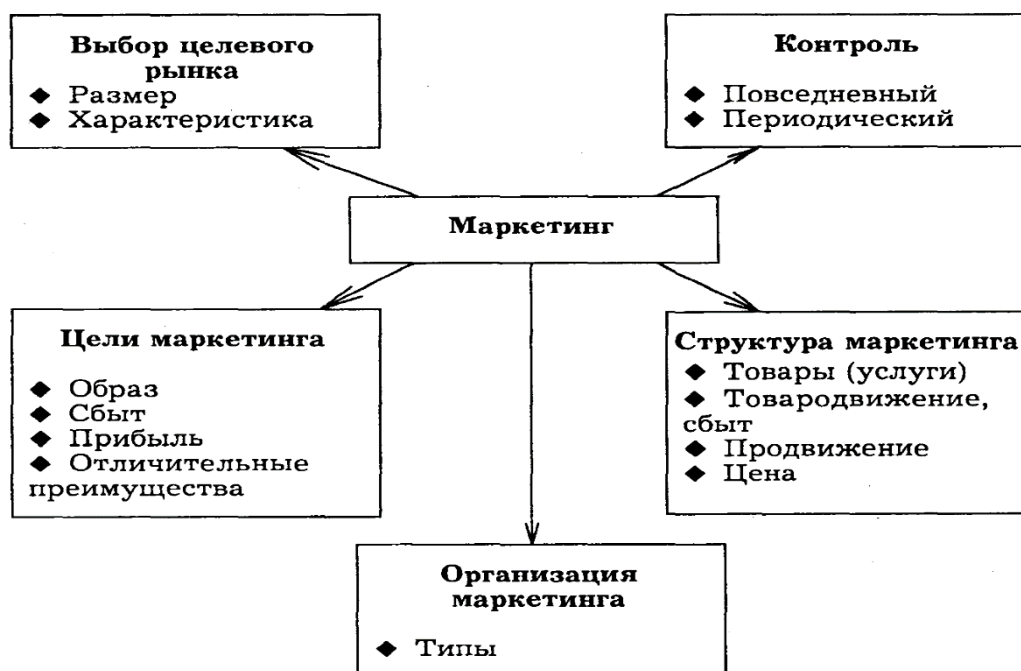 Выбор целевого
рынка
◆ Размер
◆ Характеристика
Контроль
◆ Повседневный
◆ Периодический
Маркетинг
Цели маркетинга
◆ Образ
◆ Сбыт
◆ Прибыль
◆ Отличительные
преимущества
Структура маркетинга
◆ Товары (услуги)
◆ Товародвижение,
сбыт
◆ Продвижение
◆ Цена
Организация
маркетинга
◆ Типы